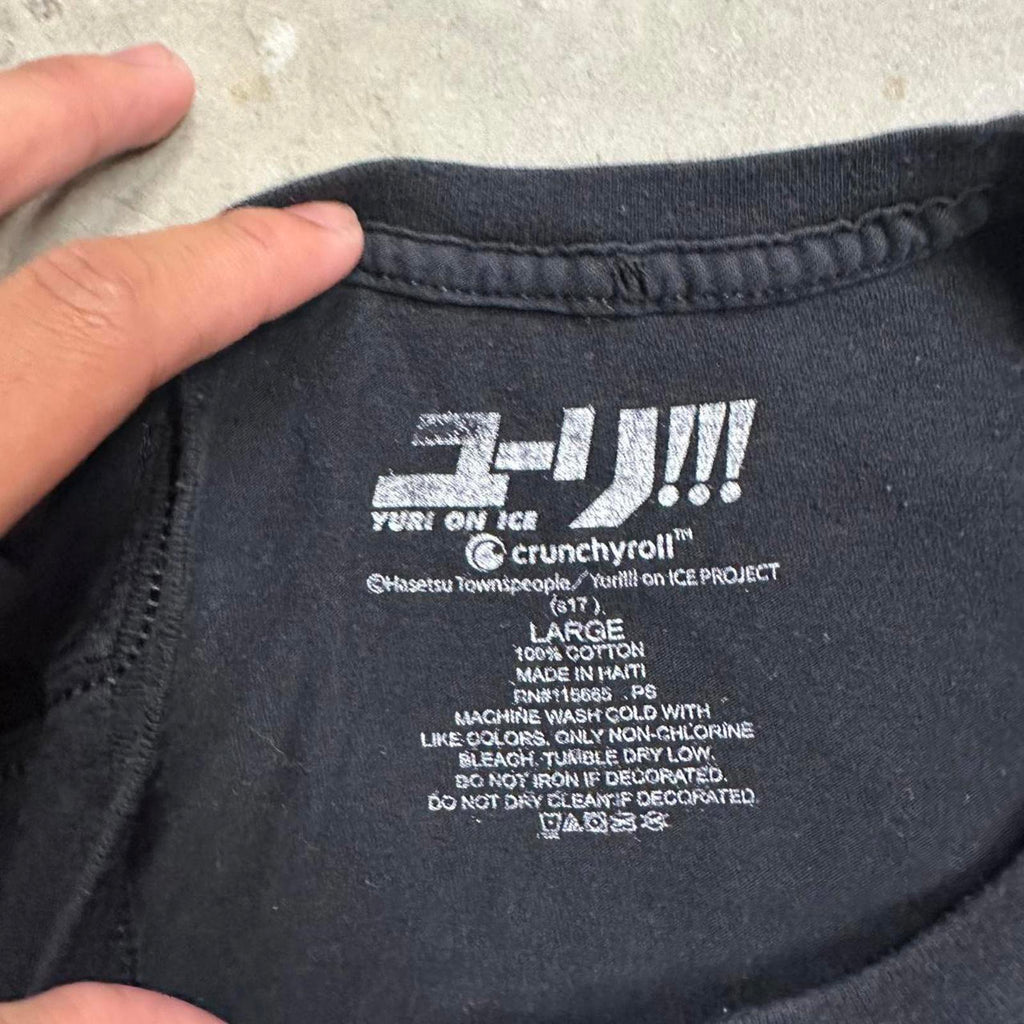 ユーリ!!!
YURI ON ICE
crunchyroll™
©Hasetsu Townspeople/Yuri!!! on ICE PROJECT
(s17).
LARGE
100% COTTON
MADE IN HAITI
RN#115665 .PS
MACHINE WASH COLD WITH
LIKE COLORS, ONLY NON-CHLORINE
BLEACH. TUMBLE DRY LOW.
DO NOT IRON IF DECORATED.
DO NOT DRY CLEAN IF DECORATED.